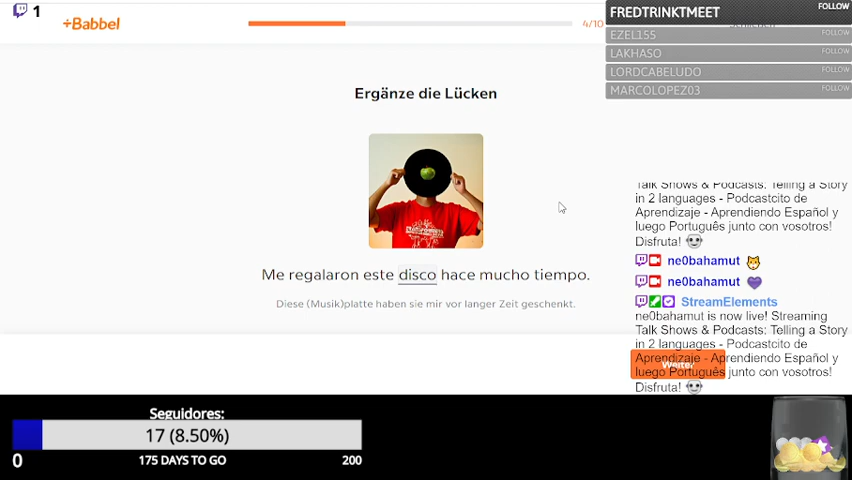 1
+Babbel
4/10
FREDTRINKTMEET FOLLOW
EZEL155 FOLLOW
LAKHASO FOLLOW
LORDCABELUDO FOLLOW
MARCOLOPEZ03 FOLLOW
Ergänze die Lücken
Me regalaron este disco hace mucho tiempo.
Diese (Musik)platte haben sie mir vor langer Zeit geschenkt.
Talk Shows & Podcasts: Telling a Story
in 2 languages - Podcastcito de
Aprendizaje - Aprendiendo Español y
luego Português junto con vosotros!
Disfruta!
ne0bahamut
ne0bahamut
StreamElements
ne0bahamut is now live! Streaming
Talk Shows & Podcasts: Telling a Story
in 2 languages - Podcastcito de
Aprendizaje - Aprendiendo Español y
luego Português junto con vosotros!
Disfruta!
Weiter
Seguidores:
17 (8.50%)
0 175 DAYS TO GO 200